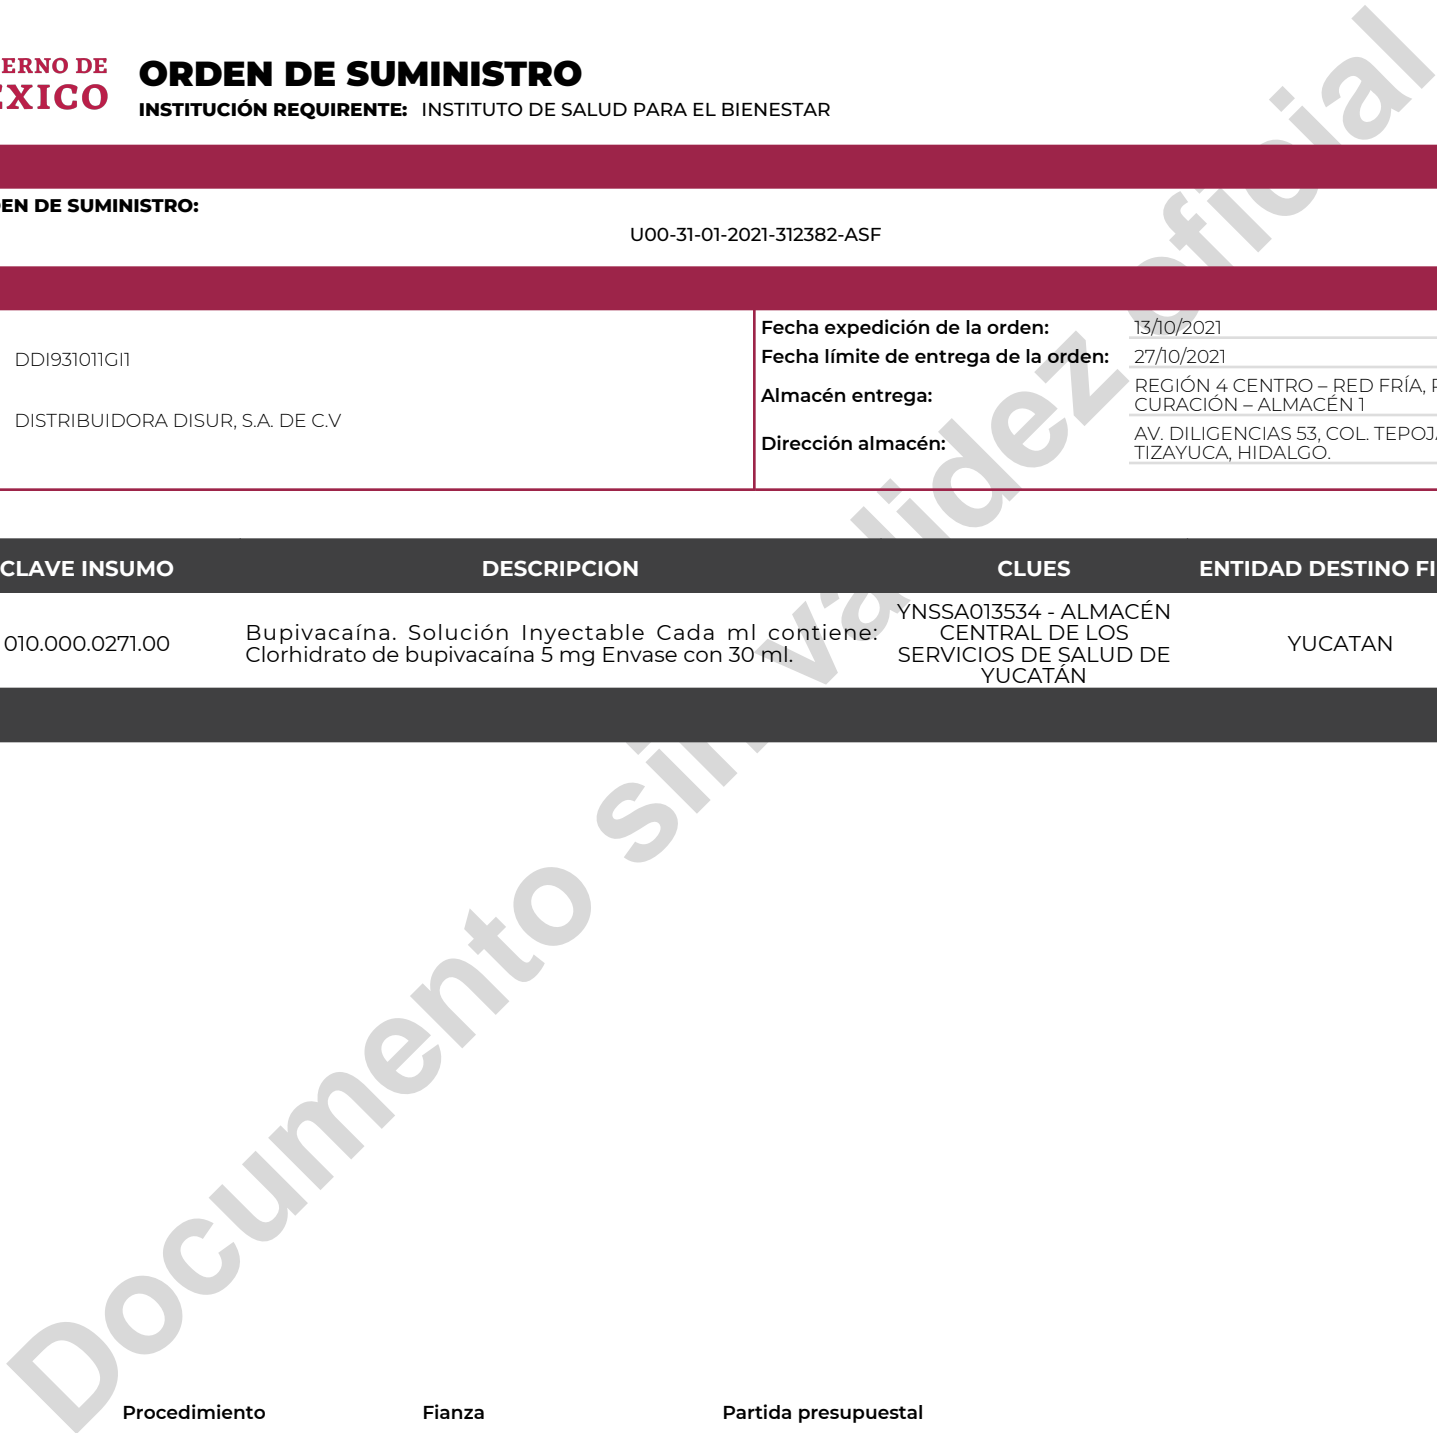 ERNO DE
EXICO
ORDEN DE SUMINISTRO
INSTITUCIÓN REQUIRENTE: INSTITUTO DE SALUD PARA EL BIENESTAR
EN DE SUMINISTRO:
U00-31-01-2021-312382-ASF
DDI931011GI1
DISTRIBUIDORA DISUR, S.A. DE C.V
Fecha expedición de la orden: 13/10/2021
Fecha límite de entrega de la orden: 27/10/2021
Almacén entrega: REGIÓN 4 CENTRO – RED FRÍA,
CURACIÓN – ALMACÉN 1
Dirección almacén: AV. DILIGENCIAS 53, COL. TEPOJ
TIZAYUCA, HIDALGO.
CLAVE INSUMO DESCRIPCION CLUES ENTIDAD DESTINO FI
010.000.0271.00
Bupivacaína. Solución Inyectable Cada ml contiene:
Clorhidrato de bupivacaína 5 mg Envase con 30 ml.
YNSSA013534 - ALMACÉN
CENTRAL DE LOS
SERVICIOS DE SALUD DE
YUCATÁN
YUCATAN
Documento sin validez oficial
Procedimiento Fianza Partida presupuestal